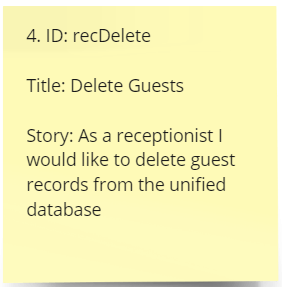 4. ID: recDelete
Title: Delete Guests
Story: As a receptionist I
would like to delete guest
records from the unified
database